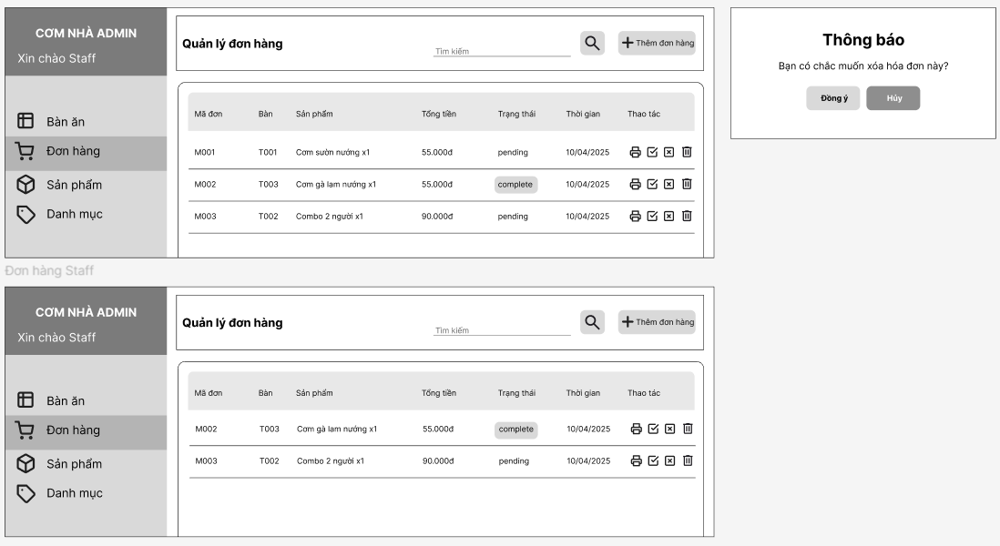 CƠM NHÀ ADMIN
Xin chào Staff
Bàn ăn
Đơn hàng
Sản phẩm
Danh mục
Quản lý đơn hàng
Tìm kiếm
Thêm đơn hàng
Mã đơn Bàn Sản phẩm Tổng tiền Trạng thái Thời gian Thao tác
M001 T001 Cơm sườn nướng x1 55.000đ pending 10/04/2025
M002 T003 Cơm gà lam nướng x1 55.000đ complete 10/04/2025
M003 T002 Combo 2 người x1 90.000đ pending 10/04/2025
Thông báo
Bạn có chắc muốn xóa hóa đơn này?
Đồng ý Hủy
Đơn hàng Staff
CƠM NHÀ ADMIN
Xin chào Staff
Bàn ăn
Đơn hàng
Sản phẩm
Danh mục
Quản lý đơn hàng
Tìm kiếm
Thêm đơn hàng
Mã đơn Bàn Sản phẩm Tổng tiền Trạng thái Thời gian Thao tác
M002 T003 Cơm gà lam nướng x1 55.000đ complete 10/04/2025
M003 T002 Combo 2 người x1 90.000đ pending 10/04/2025